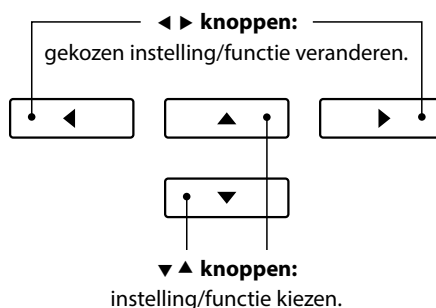 ◀ ▶ knoppen:
gekozen instelling/functie veranderen.
▼ ▲ knoppen:
instelling/functie kiezen.